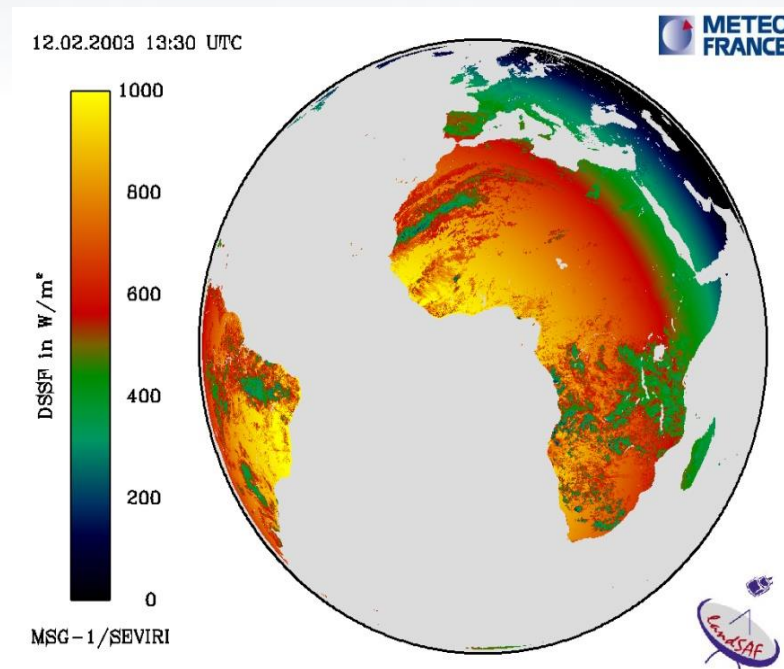 12.02.2003 13:30 UTC
METEO
FRANCE
1000
800
600
400
200
0
DSSF in W/m²
MSG-1/SEVIRI
LandSAF